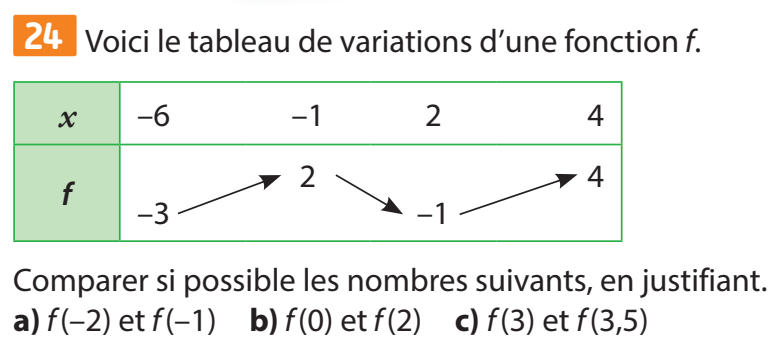 24 Voici le tableau de variations d’une fonction f.
x –6 –1 2 4
f –3 2 –1 4
Comparer si possible les nombres suivants, en justifiant.
a) f(–2) et f(–1) b) f(0) et f(2) c) f(3) et f(3,5)